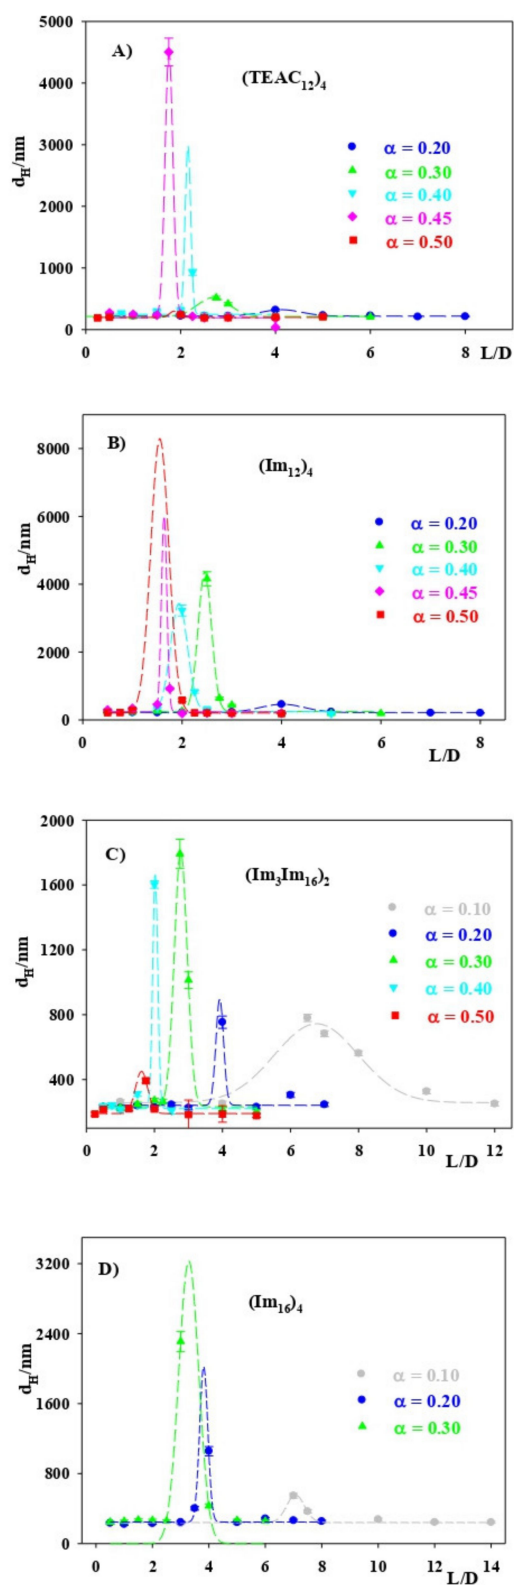 5000
A)
(TEAC12)4
4000
α = 0.20
3000
α = 0.30
dH/nm
α = 0.40
2000
α = 0.45
α = 0.50
1000
0
0 2 4 6 8 L/D
B)
8000
(Im12)4
α = 0.20
6000
α = 0.30
dH/nm
α = 0.40
4000
α = 0.45
α = 0.50
2000
0
0 2 4 6 8
L/D
2000
C)
(Im3Im16)2
1600
α = 0.10
α = 0.20
1200
α = 0.30
dH/nm
α = 0.40
800
α = 0.50
400
0 2 4 6 8 10 12
L/D
3200
D)
(Im16)4
2400
α = 0.10
dH/nm
α = 0.20
1600
α = 0.30
800
0
0 2 4 6 8 10 12 14
L/D